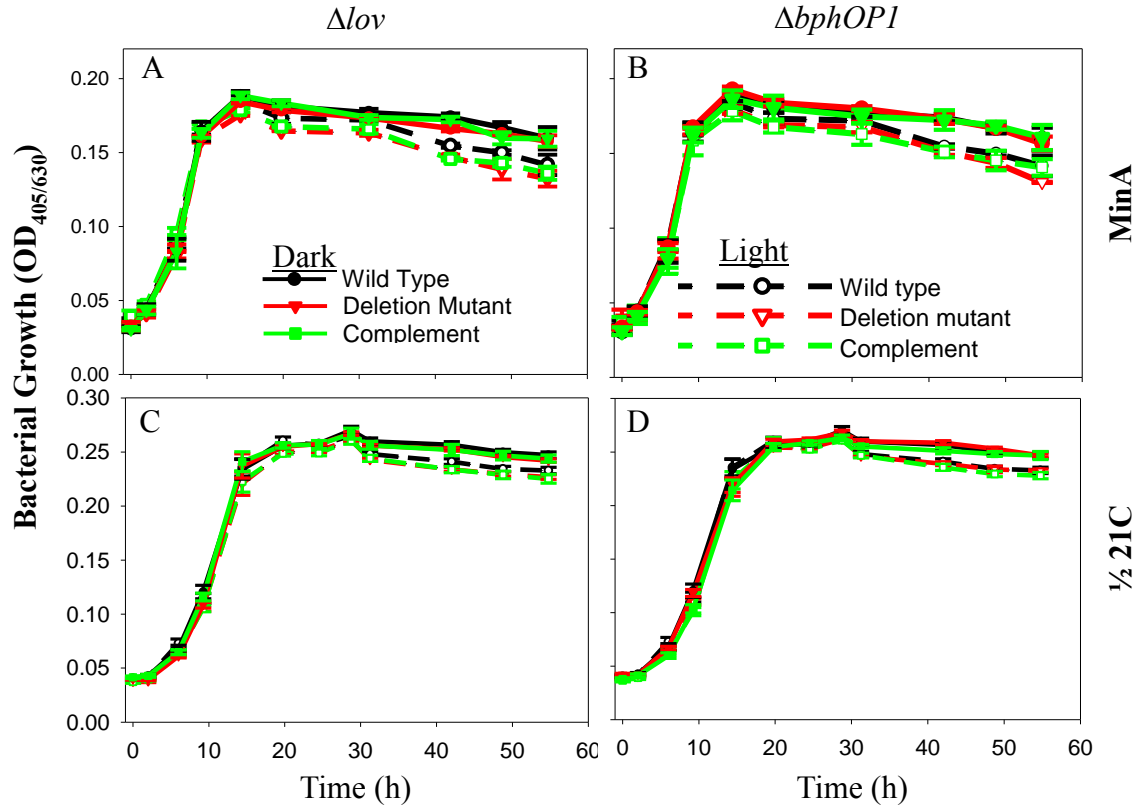 Δlov
ΔbphOP1
A
B
0.20
0.15
0.10
0.05
0.00
Dark
Wild Type
Deletion Mutant
Complement
Light
Wild type
Deletion mutant
Complement
MinA
Bacterial Growth (OD405/630)
C
D
0.30
0.25
0.20
0.15
0.10
0.05
0.00
½ 21C
0 10 20 30 40 50 60
0 10 20 30 40 50 60
Time (h)
Time (h)